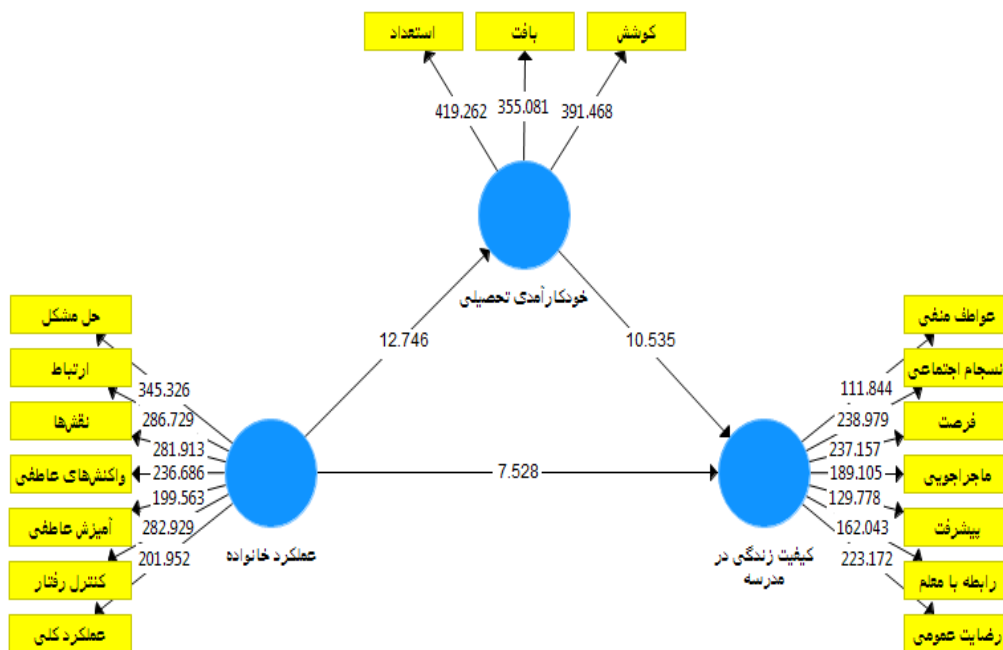 استعداد
بافت
کوشش
419.262
355.081
391.468
خودکارآمدی تحصیلی
12.746
10.535
حل مشکل
ارتباط
نقش‌ها
واکنش‌های عاطفی
آمیزش عاطفی
کنترل رفتار
عملکرد کلی
345.326
286.729
281.913
236.686
199.563
282.929
201.952
عملکرد خانواده
7.528
عواطف منفی
نسجام اجتماعی
فرصت
ماجراجویی
پیشرفت
رابطه با معلم
رضایت عمومی
111.844
238.979
237.157
189.105
129.778
162.043
223.172
کیفیت زندگی در
مدرسه